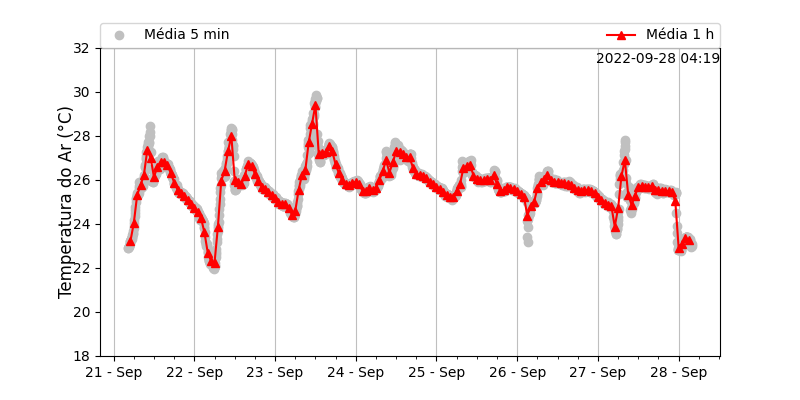 Média 5 min
Média 1 h
2022-09-28 04:19
Temperatura do Ar (°C)
32
30
28
26
24
22
20
18
21 - Sep
22 - Sep
23 - Sep
24 - Sep
25 - Sep
26 - Sep
27 - Sep
28 - Sep